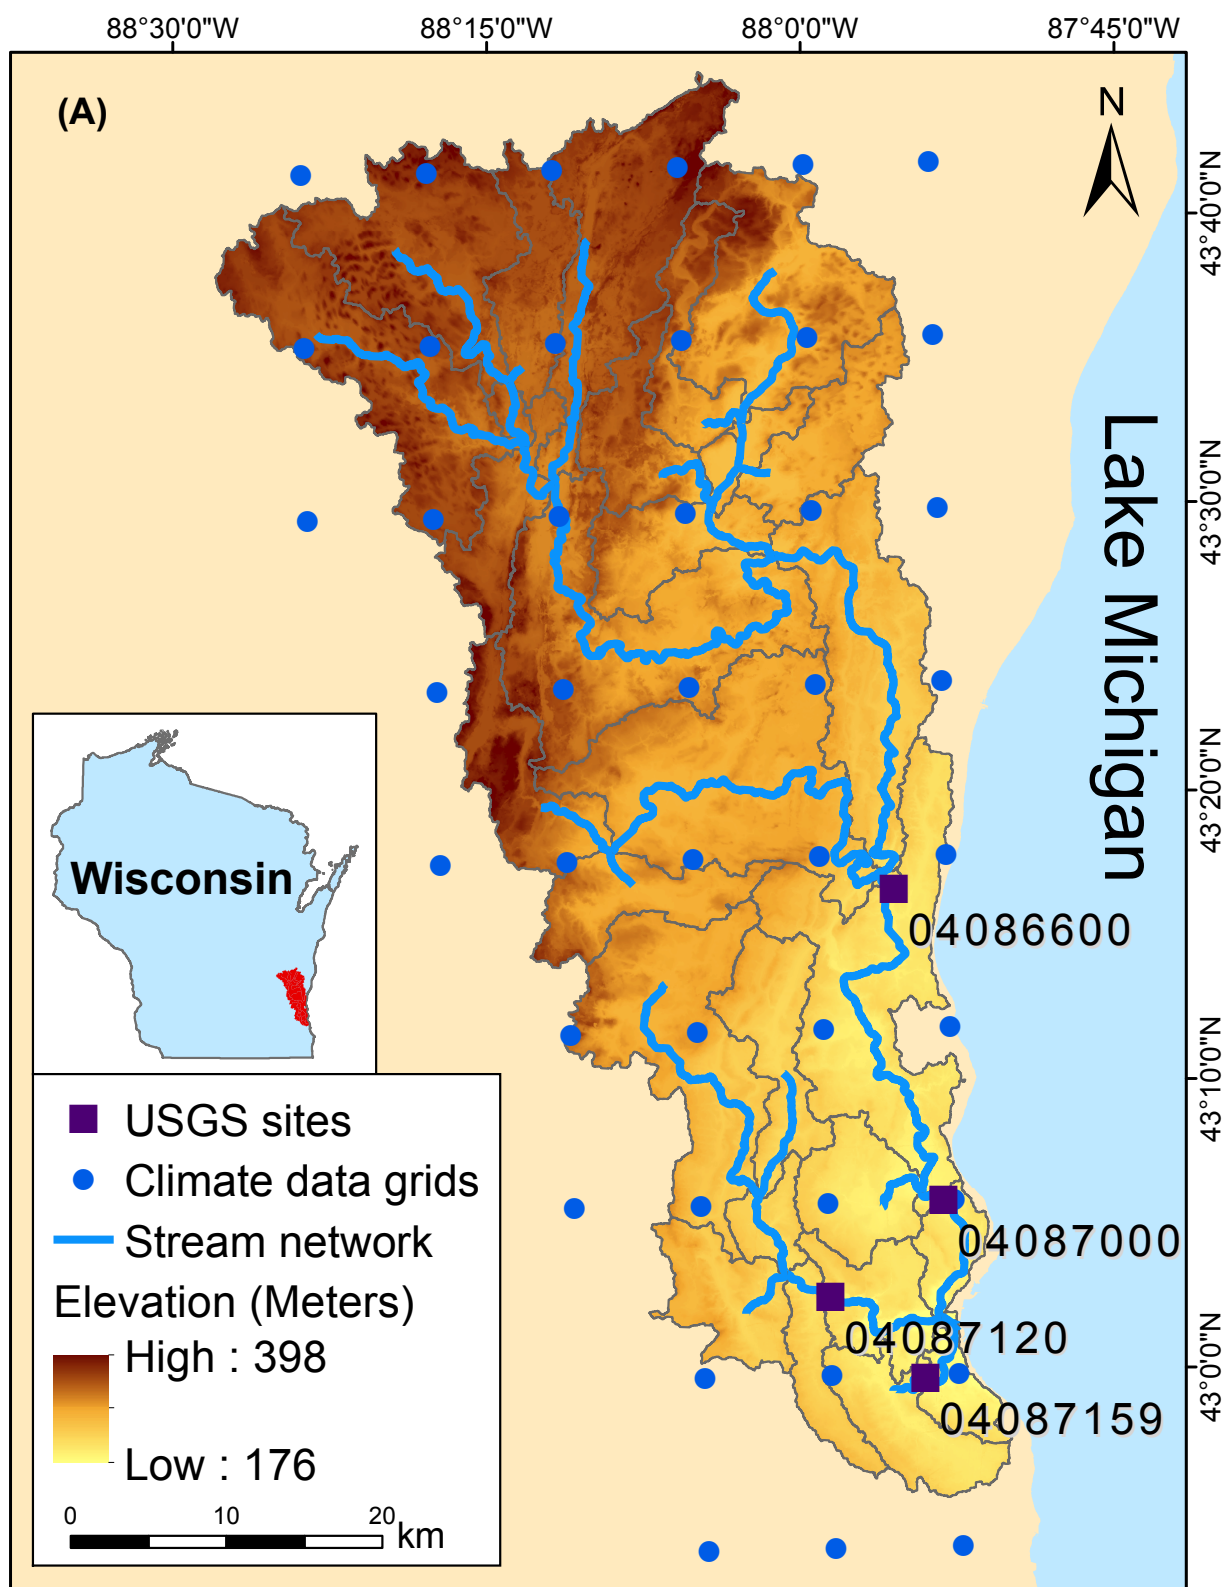 88°30'0"W
88°15'0"W
88°0'0"W
87°45'0"W
(A)
N
43°40'0"N
43°30'0"N
Lake Michigan
43°20'0"N
Wisconsin
04086600
43°10'0"N
USGS sites
Climate data grids
Stream network
04087000
Elevation (Meters)
High : 398
04087120
43°0'0"N
04087159
Low : 176
0 10 20
km